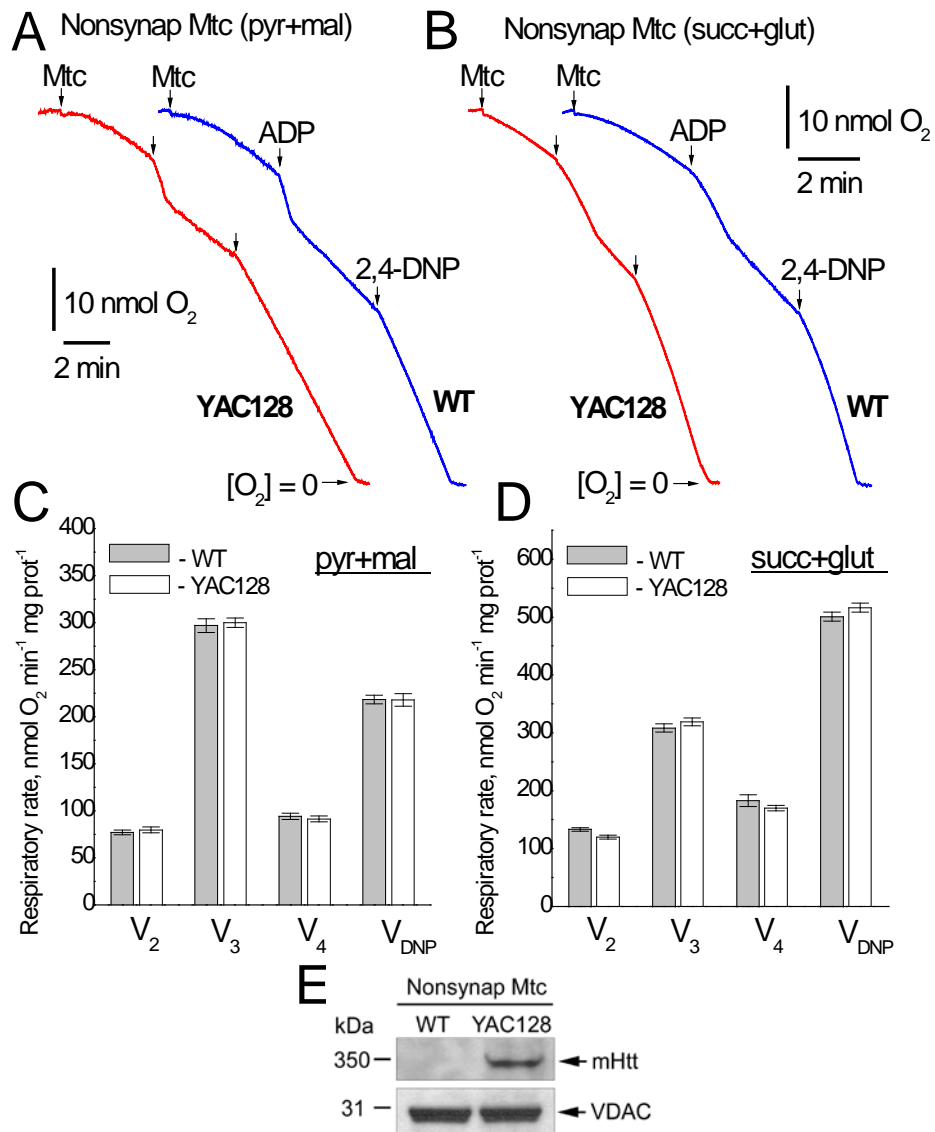 A
Nonsynap Mtc (pyr+mal)
Mtc
Mtc
ADP
2,4-DNP
10 nmol O₂
2 min
YAC128
WT
[O₂] = 0
B
Nonsynap Mtc (succ+glut)
Mtc
Mtc
ADP
10 nmol O₂
2 min
2,4-DNP
YAC128
WT
[O₂] = 0
C
Respiratory rate, nmol O₂ min⁻¹ mg prot⁻¹
400
350
300
250
200
150
100
75
50
0
- WT
- YAC128
pyr+mal
V₂
V₃
V₄
V_DNP
D
Respiratory rate, nmol O₂ min⁻¹ mg prot⁻¹
600
500
400
300
200
100
0
- WT
- YAC128
succ+glut
V₂
V₃
V₄
V_DNP
E
Nonsynap Mtc
kDa
WT YAC128
350
mHtt
31
VDAC